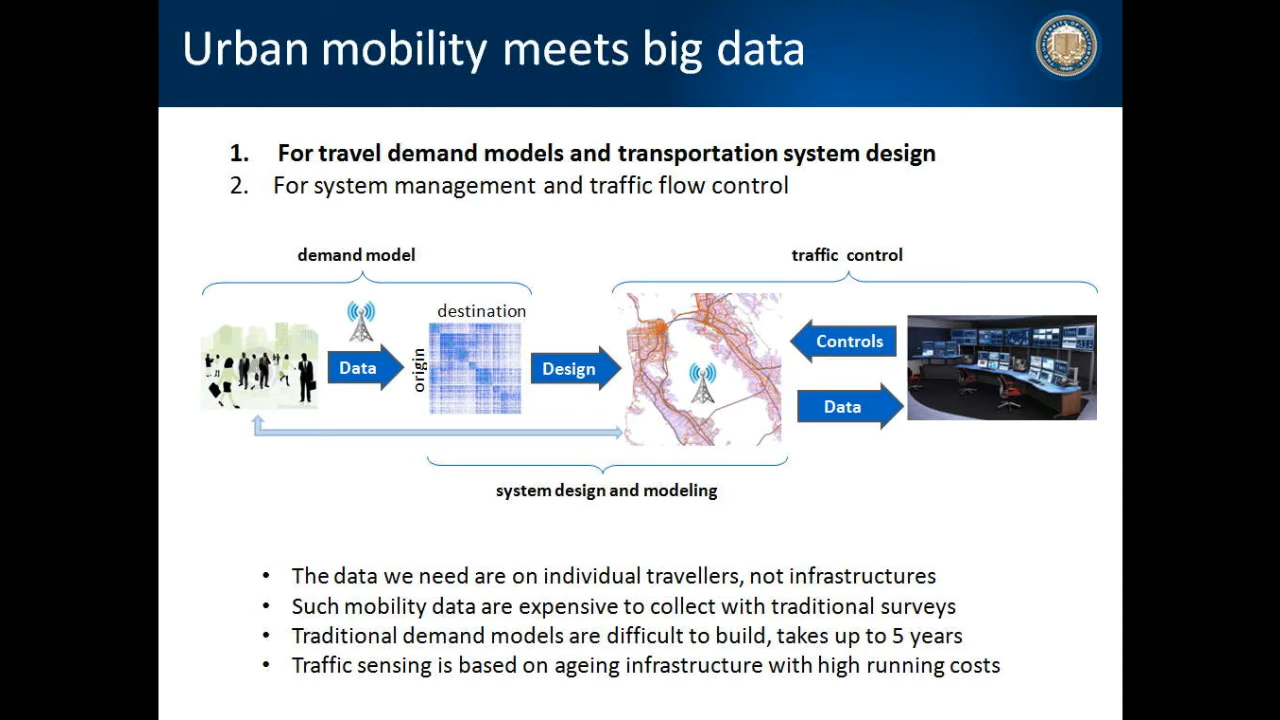 Urban mobility meets big data
1. For travel demand models and transportation system design
2. For system management and traffic flow control
demand model
traffic control
destination
origin
Data
Design
Controls
Data
system design and modeling
• The data we need are on individual travellers, not infrastructures
• Such mobility data are expensive to collect with traditional surveys
• Traditional demand models are difficult to build, takes up to 5 years
• Traffic sensing is based on ageing infrastructure with high running costs